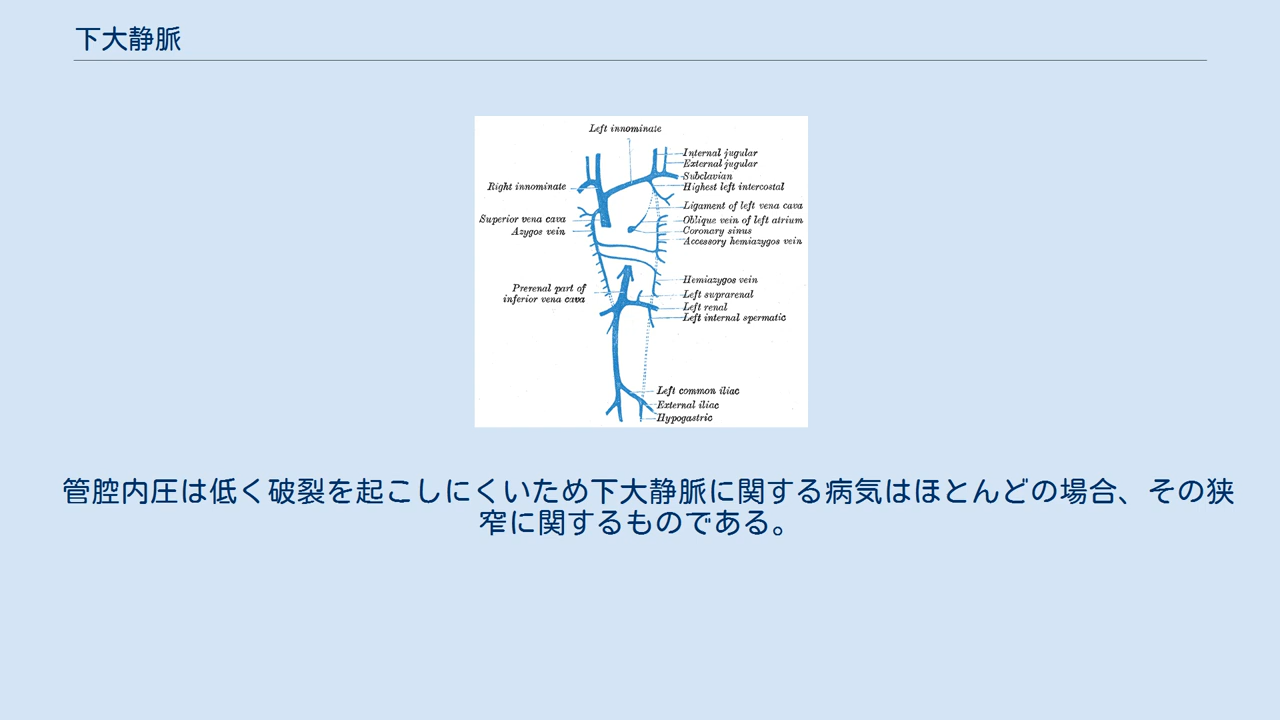 下大静脈
Left innominate
Internal jugular
External jugular
Subclavian
Right innominate
Highest left intercostal
Ligament of left vena cava
Superior vena cava
Oblique vein of left atrium
Azygos vein
Coronary sinus
Accessory hemiazygos vein
Hemiazygos vein
Prerenal part of
inferior vena cava
Left suprarenal
Left renal
Left internal spermatic
Left common iliac
External iliac
Hypogastric
管腔内圧は低く破裂を起こしにくいため下大静脈に関する病気はほとんどの場合、その狭
窄に関するものである。